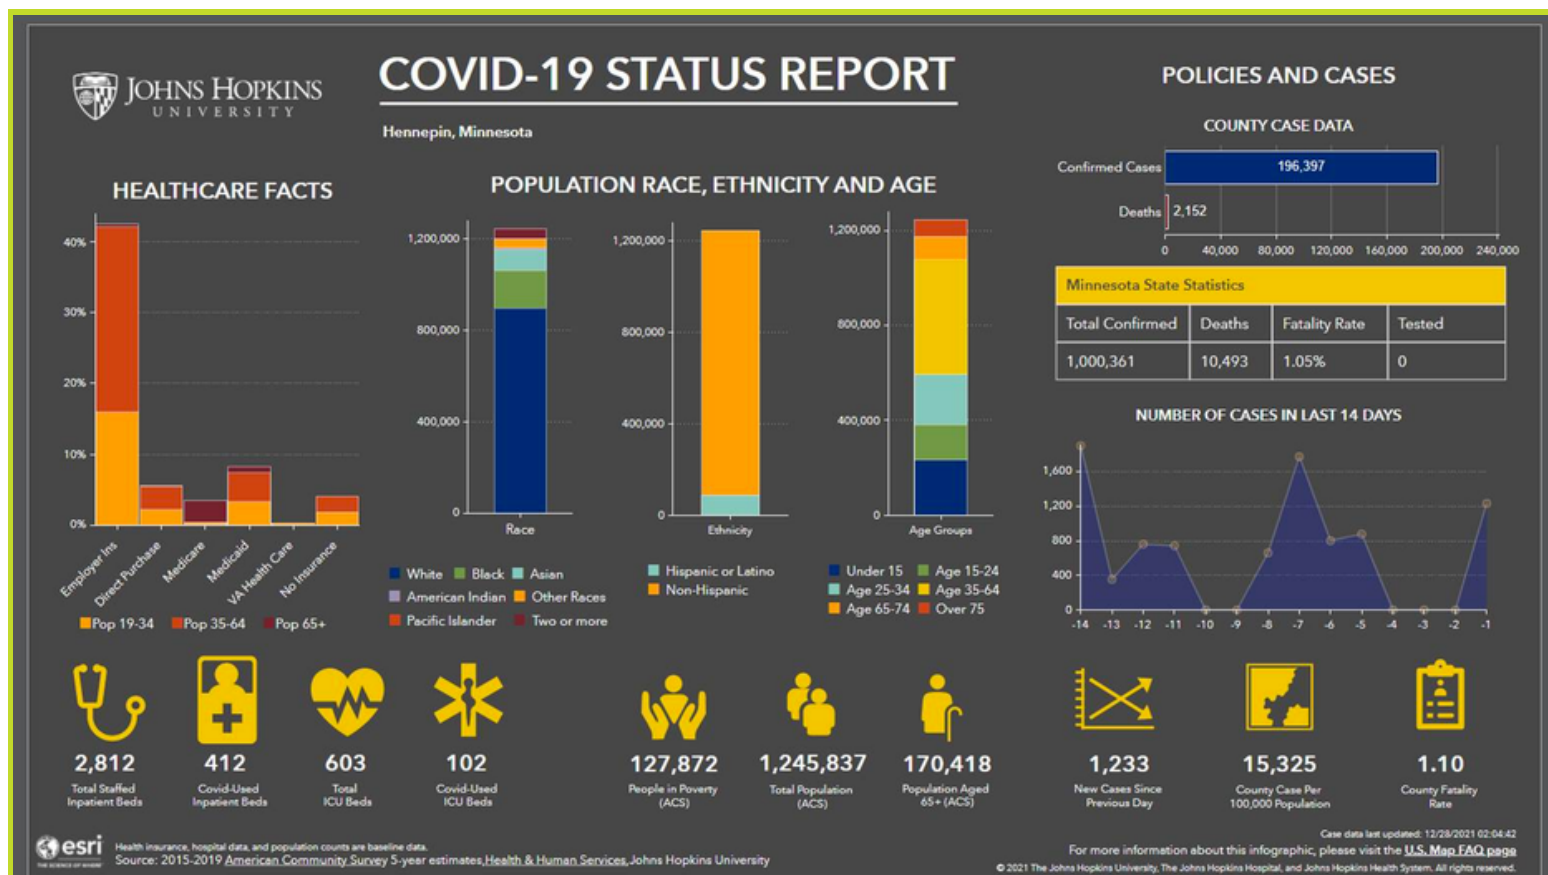 JOHNS HOPKINS
UNIVERSITY
COVID-19 STATUS REPORT
Hennepin, Minnesota
HEALTHCARE FACTS
40%
30%
20%
10%
0%
Employer Ins
Direct Purchase
Medicare
Medicaid
VA Health Care
No Insurance
Pop 19-34
Pop 35-64
Pop 65+
POPULATION RACE, ETHNICITY AND AGE
1,200,000
800,000
400,000
0
Race
White
Black
Asian
American Indian
Other Races
Pacific Islander
Two or more
1,200,000
800,000
400,000
0
Ethnicity
Hispanic or Latino
Non-Hispanic
1,200,000
800,000
400,000
0
Age Groups
Under 15
Age 15-24
Age 25-34
Age 35-64
Age 65-74
Over 75
POLICIES AND CASES
COUNTY CASE DATA
Confirmed Cases
196,397
Deaths
2,152
0 40,000 80,000 120,000 160,000 200,000 240,000
Minnesota State Statistics
Total Confirmed Deaths Fatality Rate Tested
1,000,361 10,493 1.05% 0
NUMBER OF CASES IN LAST 14 DAYS
1,600
1,200
800
400
0
-14 -13 -12 -11 -10 -9 -8 -7 -6 -5 -4 -3 -2 -1
2,812
Total Staffed
Inpatient Beds
412
Covid-Used
Inpatient Beds
603
Total
ICU Beds
102
Covid-Used
ICU Beds
127,872
People in Poverty
(ACS)
1,245,837
Total Population
(ACS)
170,418
Population Aged
65+ (ACS)
1,233
New Cases Since
Previous Day
15,325
County Case Per
100,000 Population
1.10
County Fatality
Rate
esri
THE SCIENCE OF WHERE
Health insurance, hospital data, and population counts are baseline data.
Source: 2015-2019 American Community Survey 5-year estimates,Health & Human Services,Johns Hopkins University
Case data last updated: 12/28/2021 02:04:42
For more information about this infographic, please visit the U.S. Map FAQ page
© 2021 The Johns Hopkins University, The Johns Hopkins Hospital, and Johns Hopkins Health System. All rights reserved.